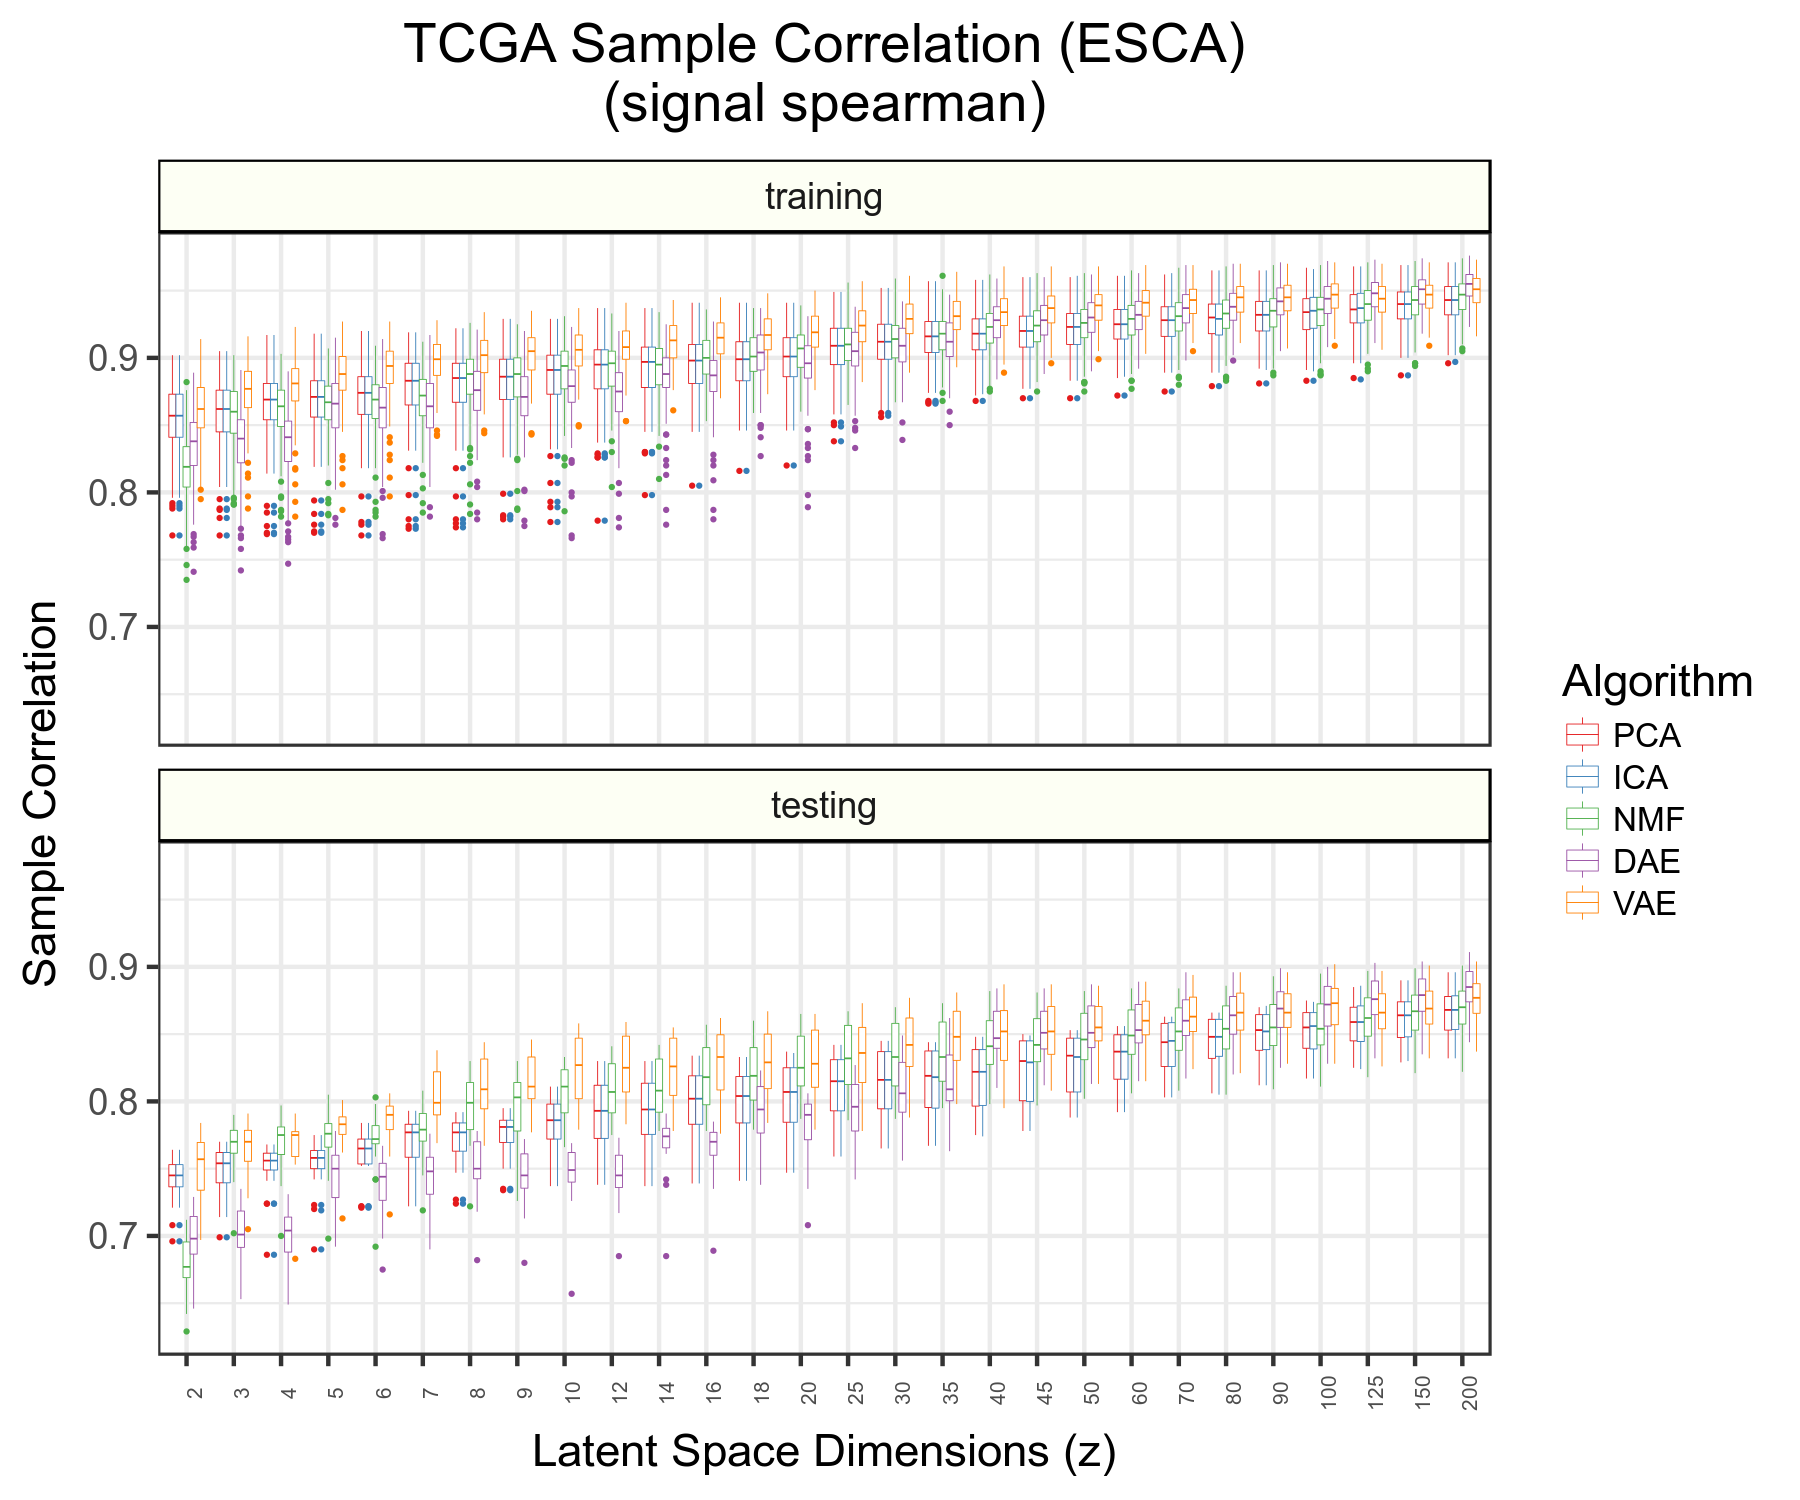 TCGA Sample Correlation (ESCA)
(signal spearman)
training
0.9
0.8
0.7
Sample Correlation
testing
0.9
0.8
0.7
2 3 4 5 6 7 8 9 10 12 14 16 18 20 25 30 35 40 45 50 60 70 80 90 100 125 150 200
Latent Space Dimensions (z)
Algorithm
PCA
ICA
NMF
DAE
VAE